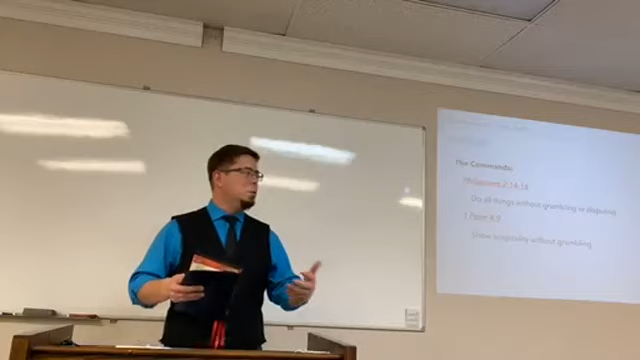 The Commands:
Philippians 2:14-16
Do all things without grumbling or disputing
1 Peter 4:9
Show hospitality without grumbling